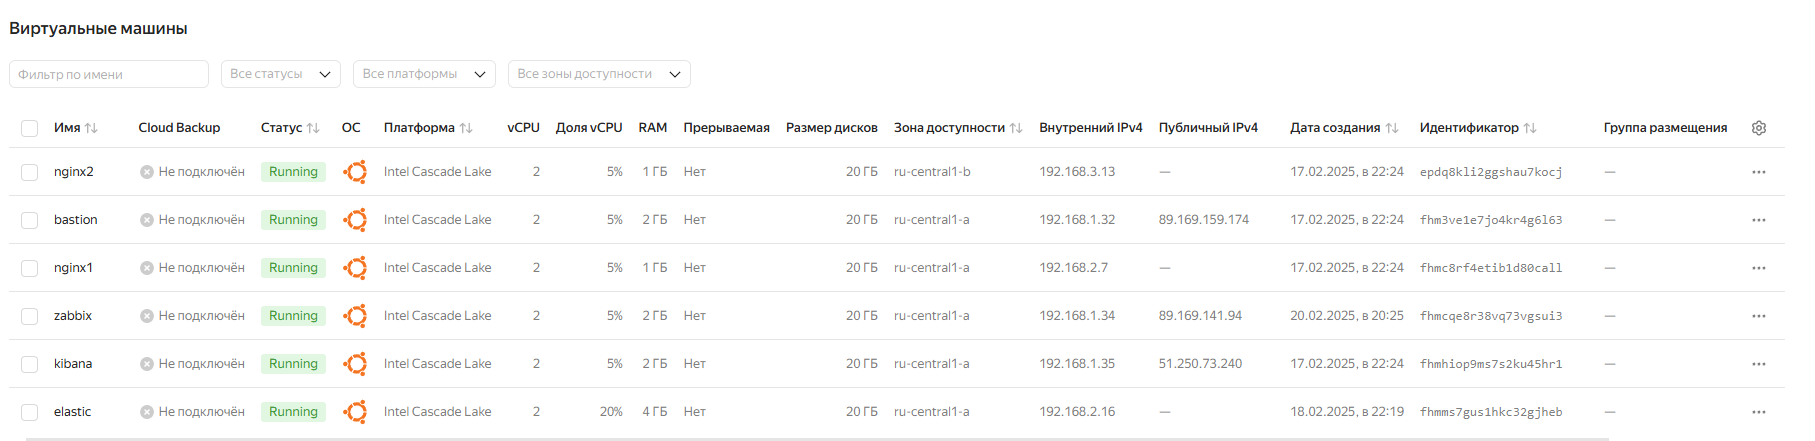 Виртуальные машины
Фильтр по имени Все статусы Все платформы Все зоны доступности
Имя Cloud Backup Статус ОС Платформа vCPU Доля vCPU RAM Прерываемая Размер дисков Зона доступности Внутренний IPv4 Публичный IPv4 Дата создания Идентификатор Группа размещения
nginx2 Не подключён Running Intel Cascade Lake 2 5% 1 ГБ Нет 20 ГБ ru-central1-b 192.168.3.13 — 17.02.2025, в 22:24 epdq8kli2ggshau7kocj —
bastion Не подключён Running Intel Cascade Lake 2 5% 2 ГБ Нет 20 ГБ ru-central1-a 192.168.1.32 89.169.159.174 17.02.2025, в 22:24 fhm3ve1e7jo4kr4g6l63 —
nginx1 Не подключён Running Intel Cascade Lake 2 5% 1 ГБ Нет 20 ГБ ru-central1-a 192.168.2.7 — 17.02.2025, в 22:24 fhmc8rf4etib1d80call —
zabbix Не подключён Running Intel Cascade Lake 2 5% 2 ГБ Нет 20 ГБ ru-central1-a 192.168.1.34 89.169.141.94 20.02.2025, в 20:25 fhmcqe8r38vq73vgsui3 —
kibana Не подключён Running Intel Cascade Lake 2 5% 2 ГБ Нет 20 ГБ ru-central1-a 192.168.1.35 51.250.73.240 17.02.2025, в 22:24 fhmhiop9ms7s2ku45hr1 —
elastic Не подключён Running Intel Cascade Lake 2 20% 4 ГБ Нет 20 ГБ ru-central1-a 192.168.2.16 — 18.02.2025, в 22:19 fhmms7gus1hkc32gjheb —